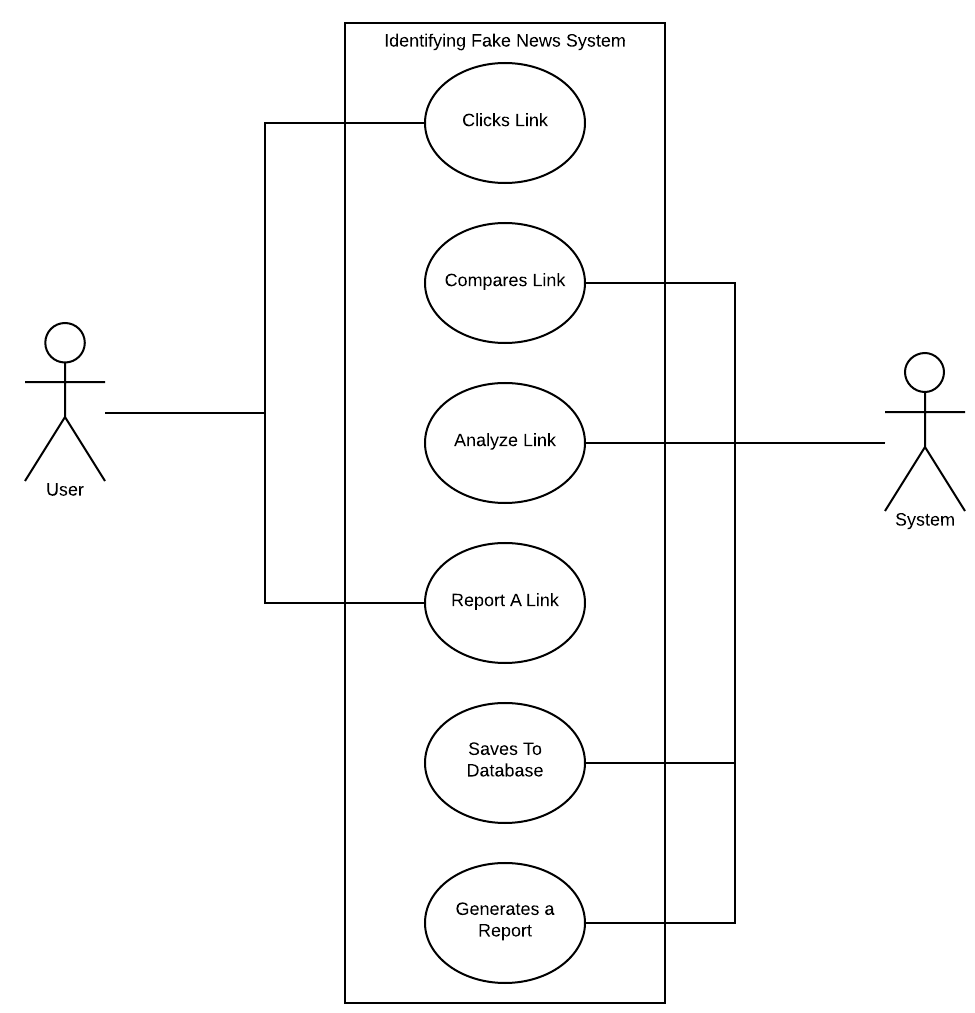 Identifying Fake News System
Clicks Link
Compares Link
Analyze Link
Report A Link
Saves To
Database
Generates a
Report
User
System